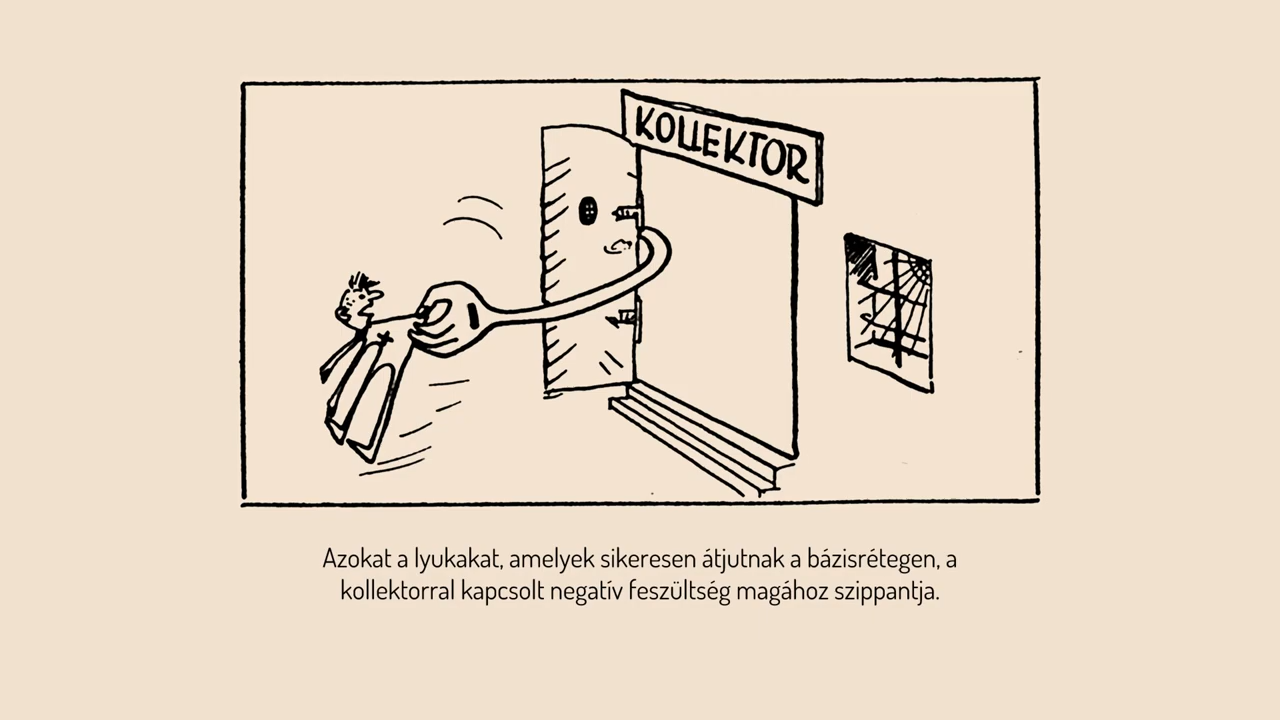 KOLLEKTOR
Azokat a lyukakat, amelyek sikeresen átjutnak a bázisrétegen, a
kollektorral kapcsolt negatív feszültség magához szippantja.